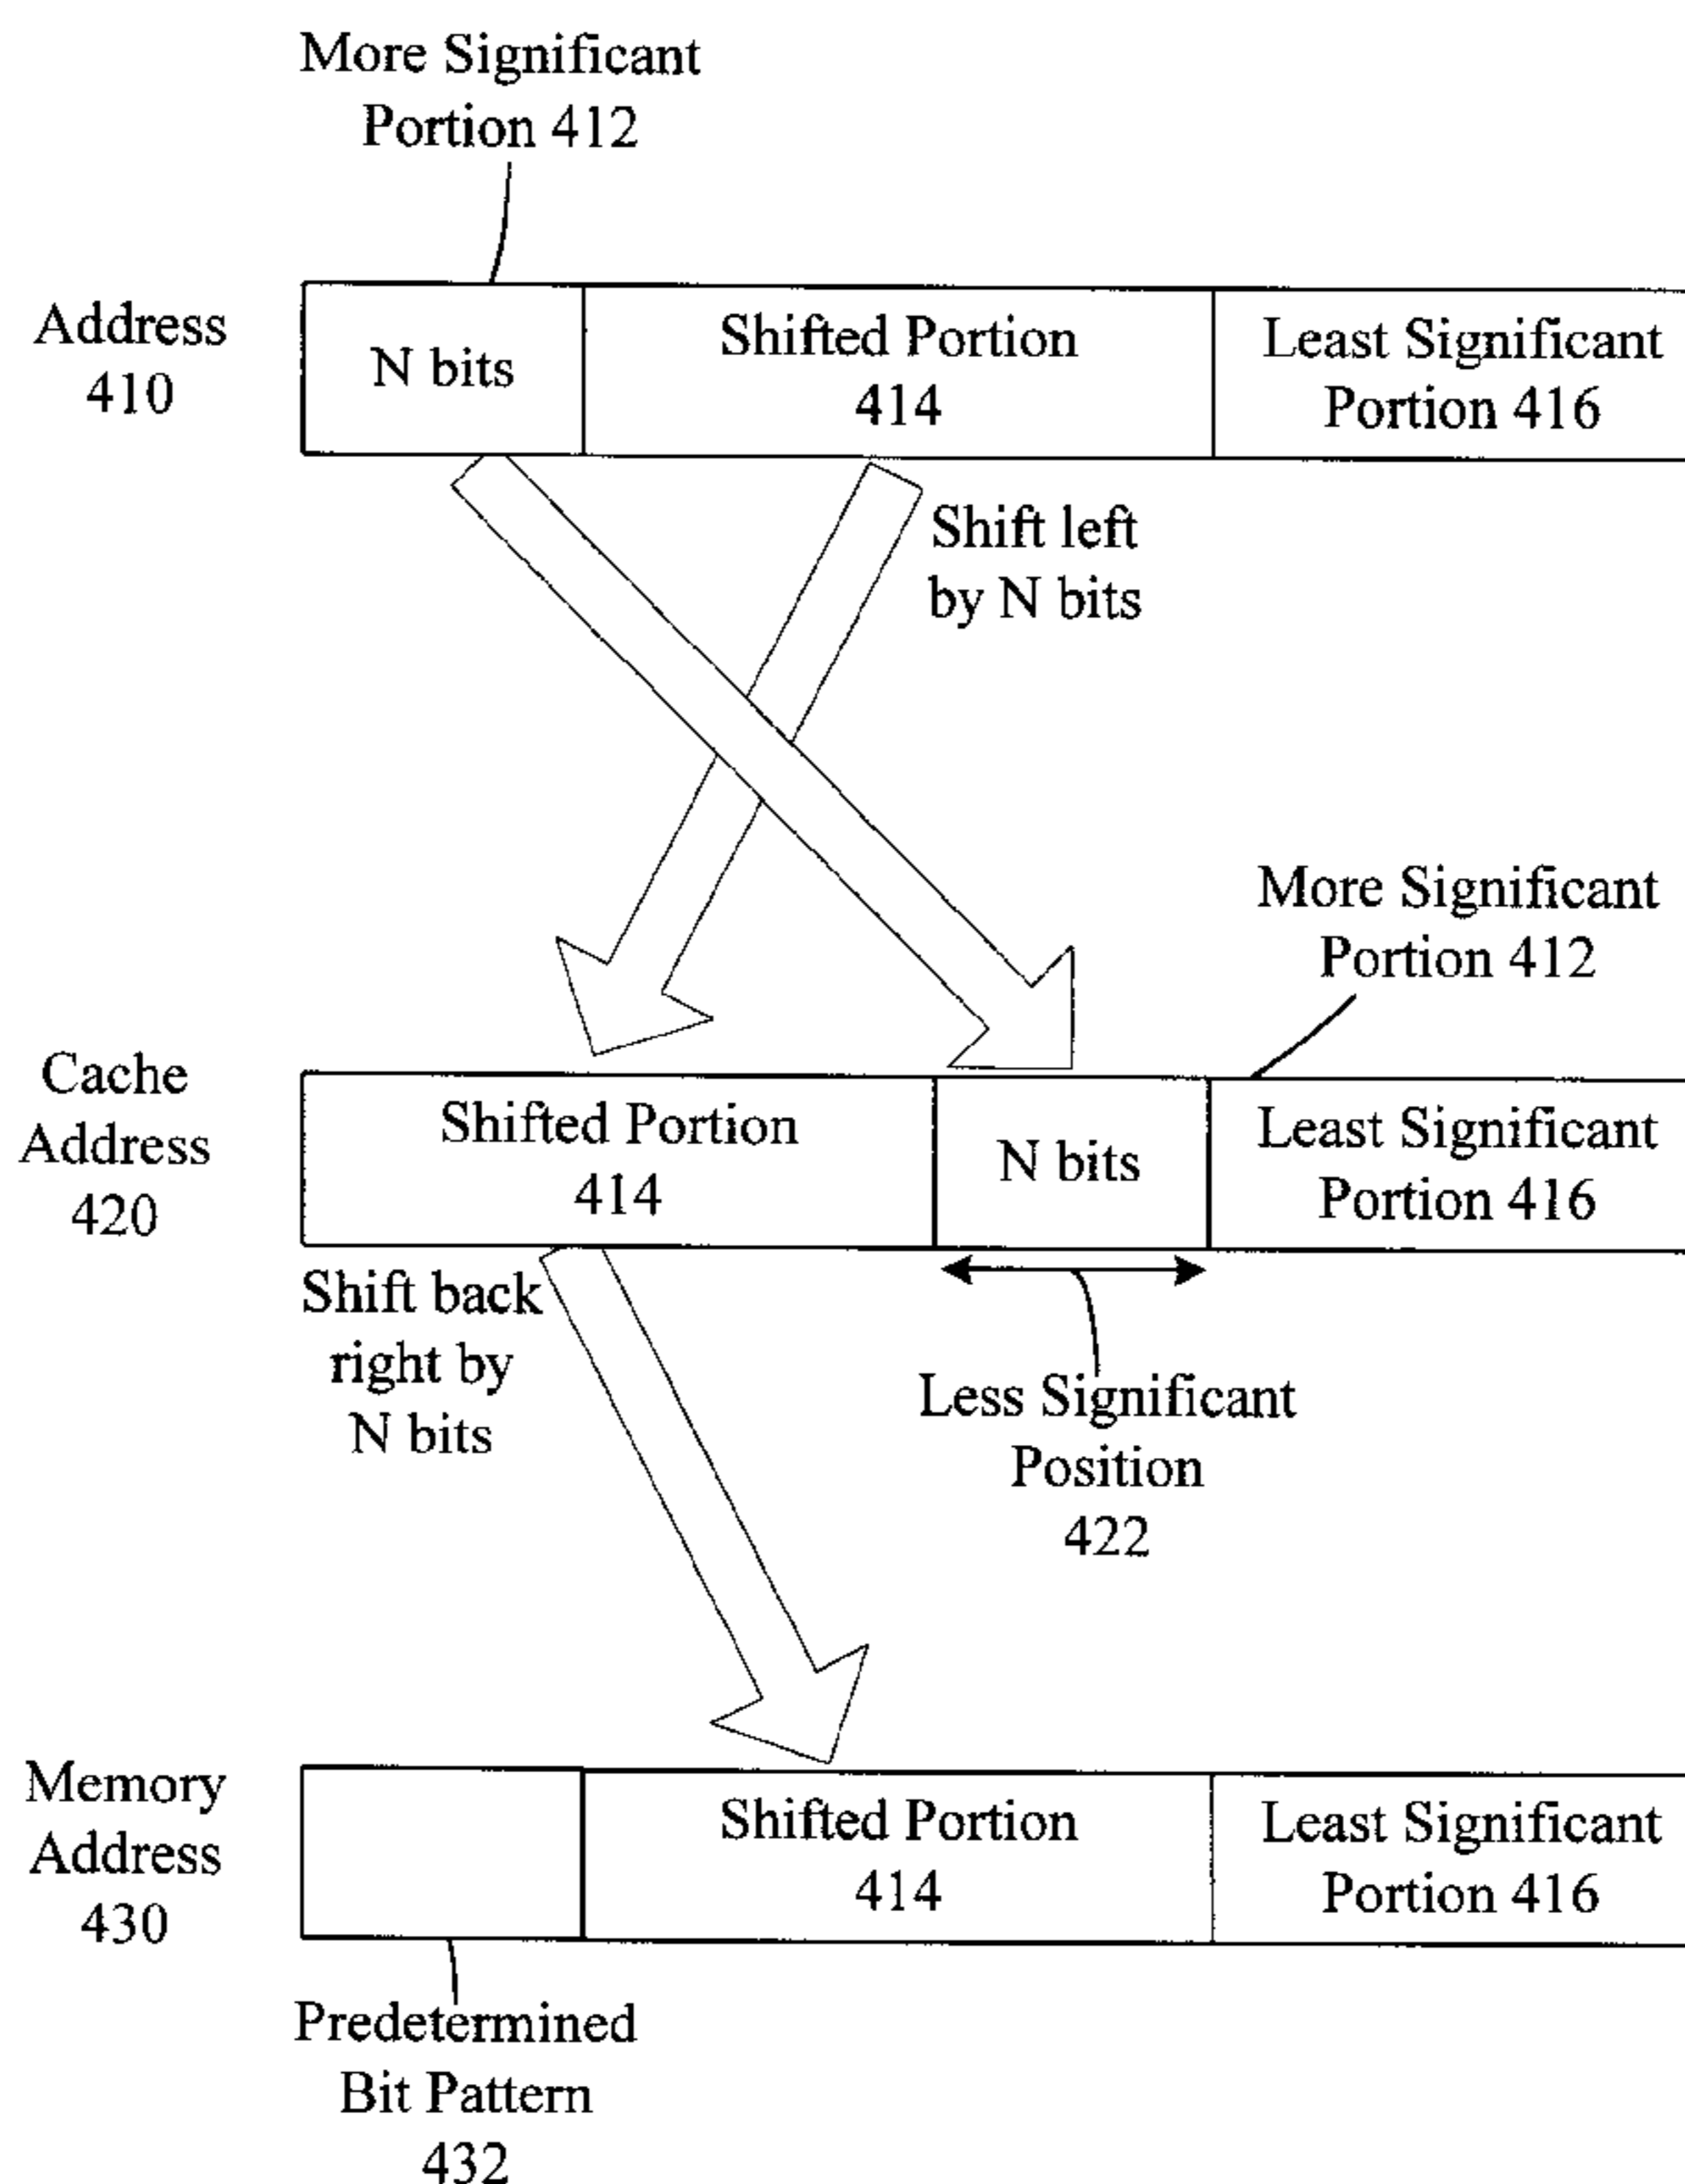 More Significant
Portion 412
Address
410
N bits
Shifted Portion
414
Least Significant
Portion 416
Shift left
by N bits
More Significant
Portion 412
Cache
Address
420
Shifted Portion
414
N bits
Least Significant
Portion 416
Shift back
right by
N bits
Less Significant
Position
422
Memory
Address
430
Shifted Portion
414
Least Significant
Portion 416
Predetermined
Bit Pattern
432